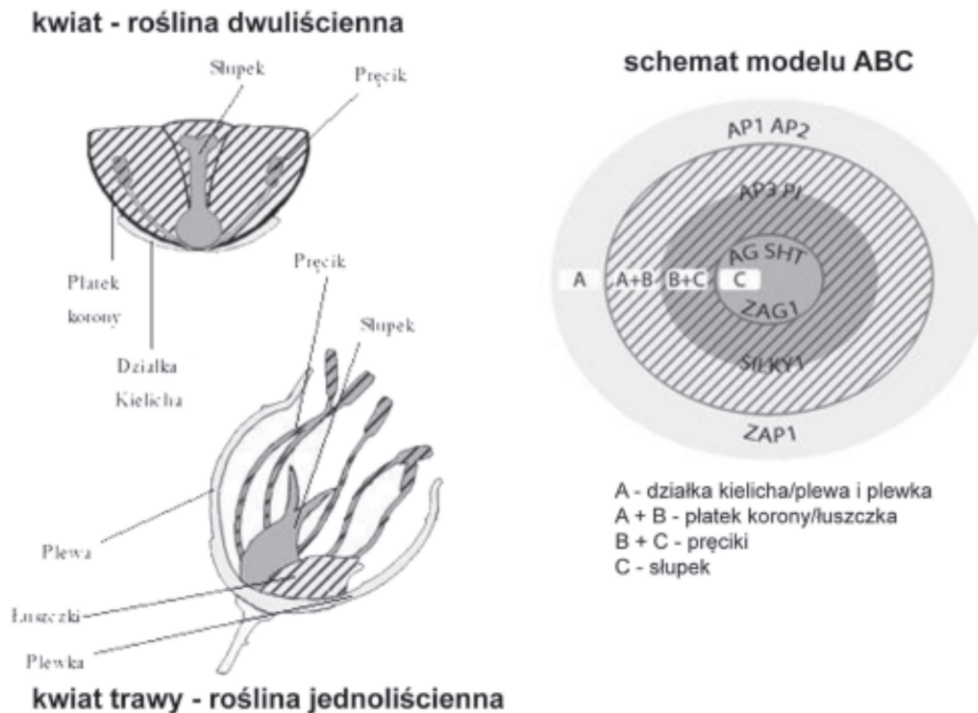 kwiat - roślina dwuliścienna
Słupek
Pręcik
Płatek
korony
Działka
Kielicha
Pręcik
Słupek
Plewa
Łuszczki
Plewka
kwiat trawy - roślina jednoliścienna
schemat modelu ABC
AP1 AP2
AP3 PI
AG SHT
A
A+B
B+C
C
ZAG1
SILKY1
ZAP1
A - działka kielicha/plewa i plewka
A + B - płatek korony/łuszczka
B + C - pręciki
C - słupek